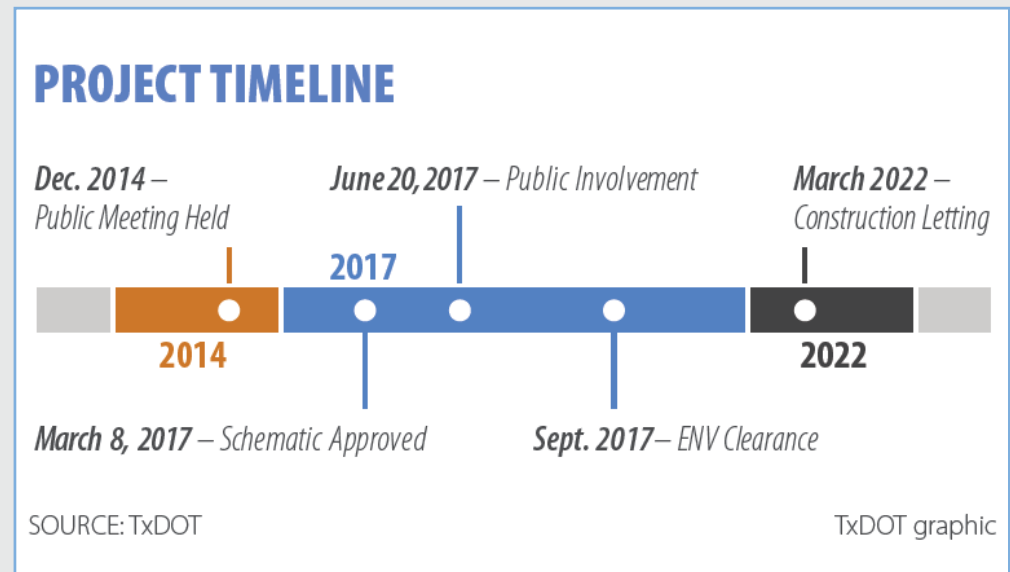 PROJECT TIMELINE
Dec. 2014 –
Public Meeting Held
June 20, 2017 – Public Involvement
March 2022 –
Construction Letting
2017
2014
2022
March 8, 2017 – Schematic Approved
Sept. 2017– ENV Clearance
SOURCE: TxDOT
TxDOT graphic